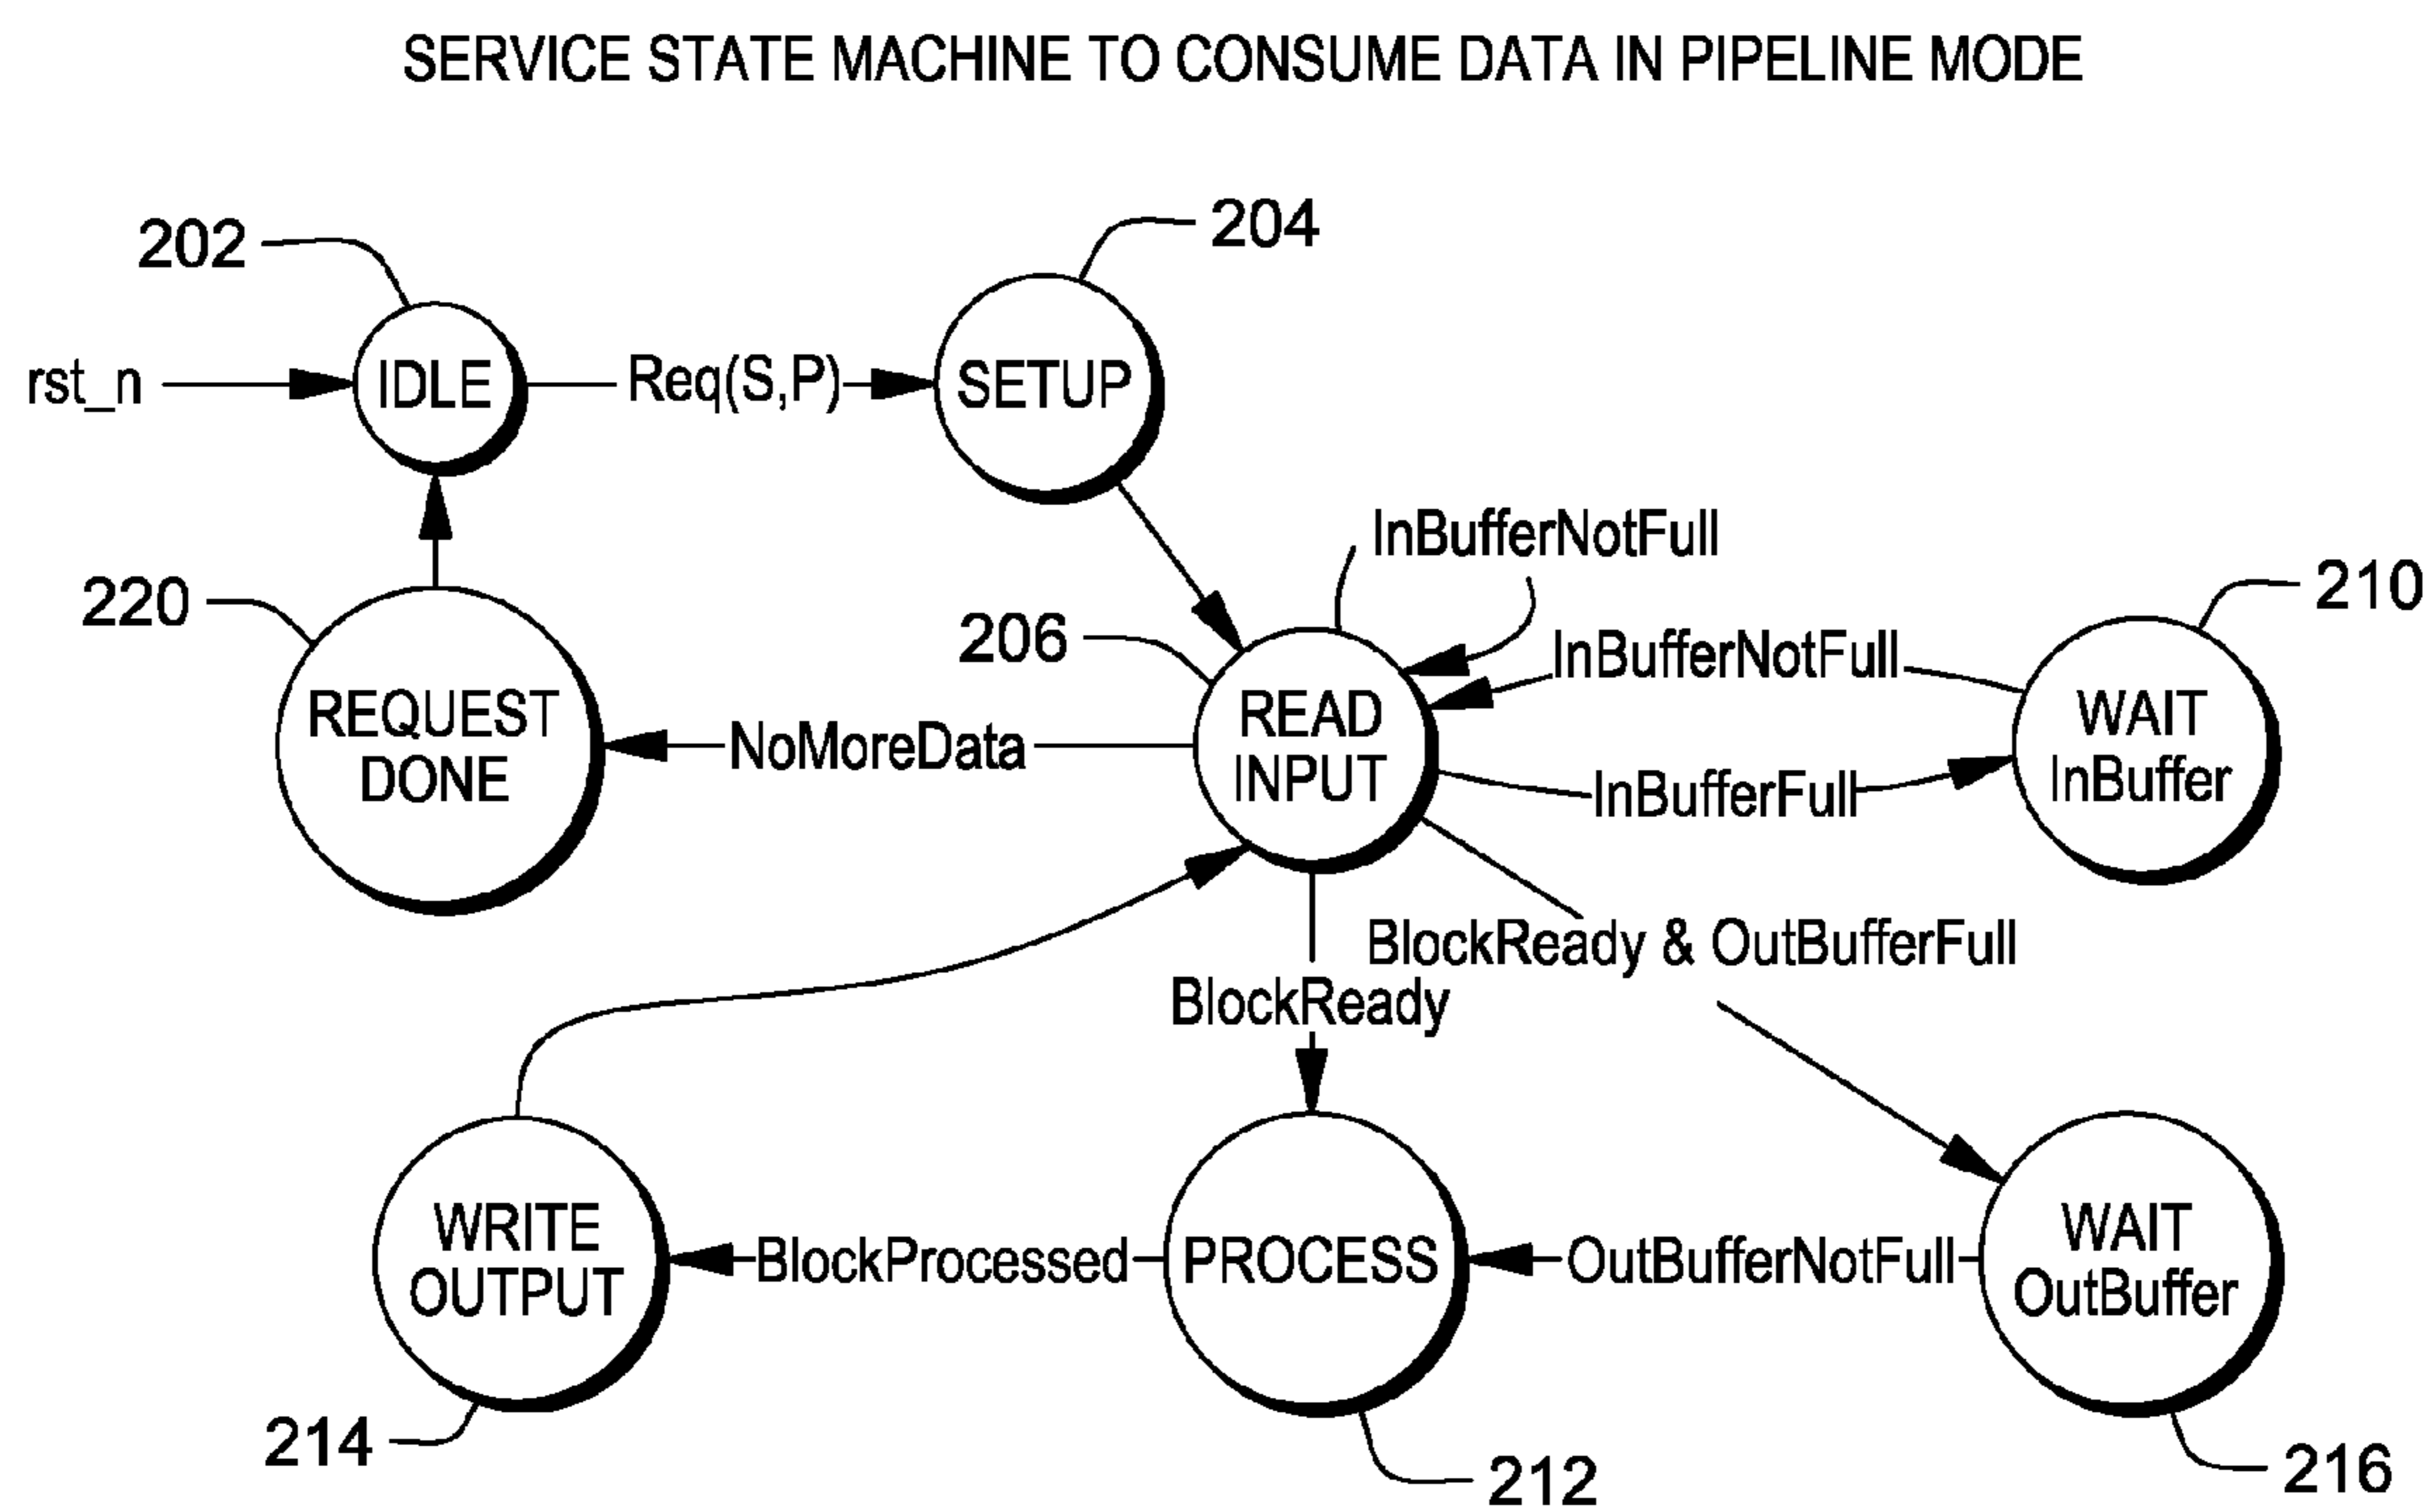 SERVICE STATE MACHINE TO CONSUME DATA IN PIPELINE MODE
202
204
rst_n
IDLE
Req(S,P)
SETUP
InBufferNotFull
220
206
210
InBufferNotFull
REQUEST
DONE
NoMoreData
READ
INPUT
WAIT
InBuffer
InBufferFull
BlockReady & OutBufferFull
BlockReady
WRITE
OUTPUT
BlockProcessed
PROCESS
OutBufferNotFull
WAIT
OutBuffer
214
212
216